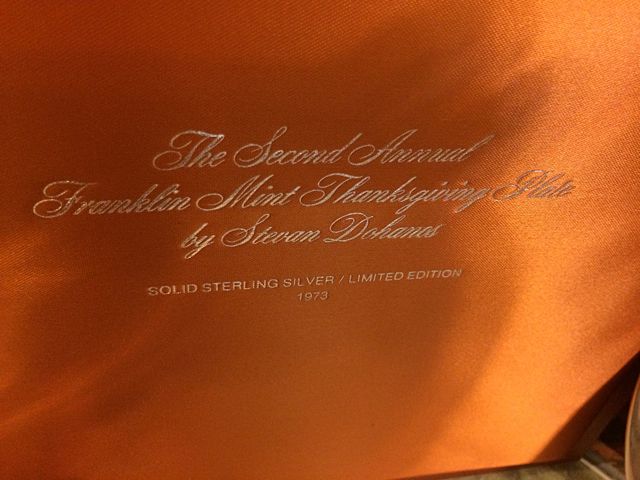 The Second Annual
Franklin Mint Thanksgiving Plate
by Stevan Dohanos
SOLID STERLING SILVER / LIMITED EDITION
1973